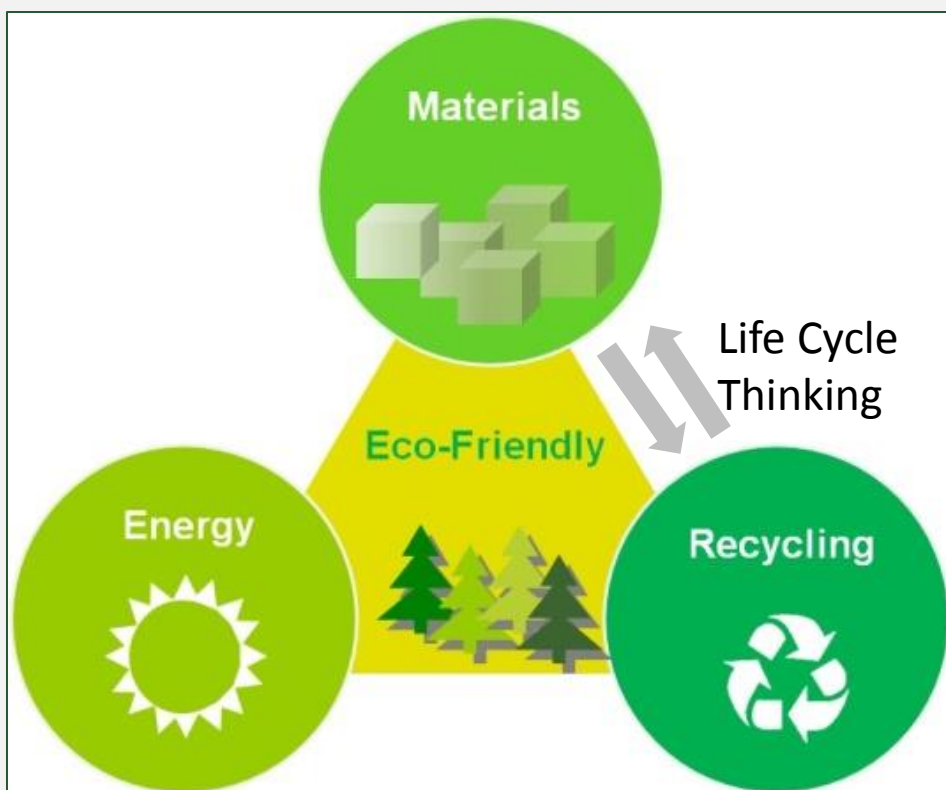 Materials
Life Cycle
Thinking
Eco-Friendly
Energy
Recycling